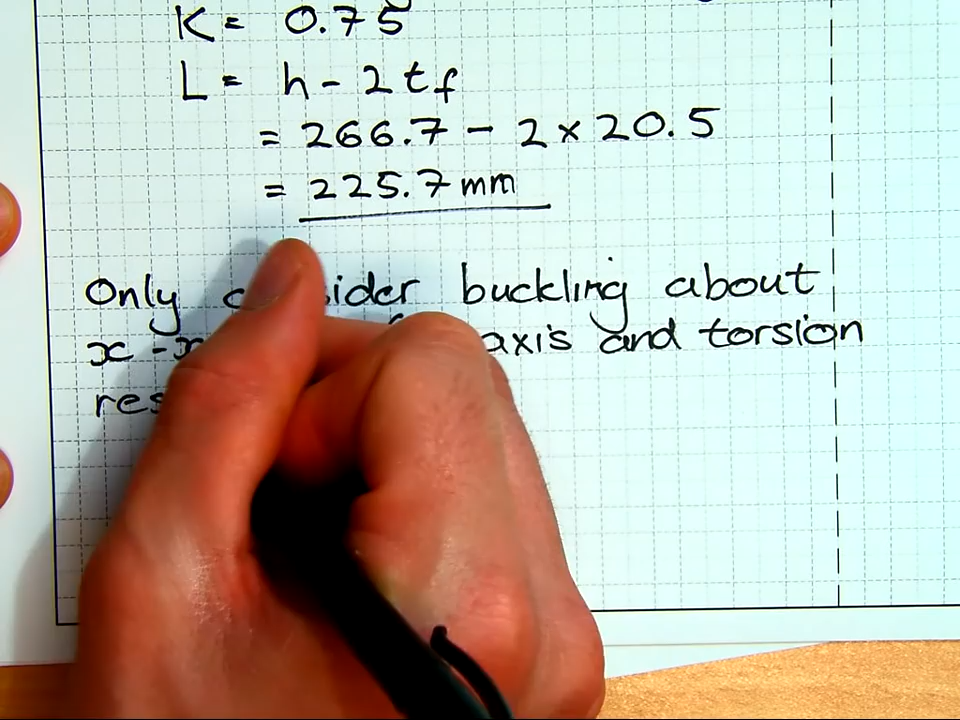 K = 0.75
L = h - 2tf
= 266.7 - 2 × 20.5
= 225.7 mm
Only buckling about
x - x axis and torsion